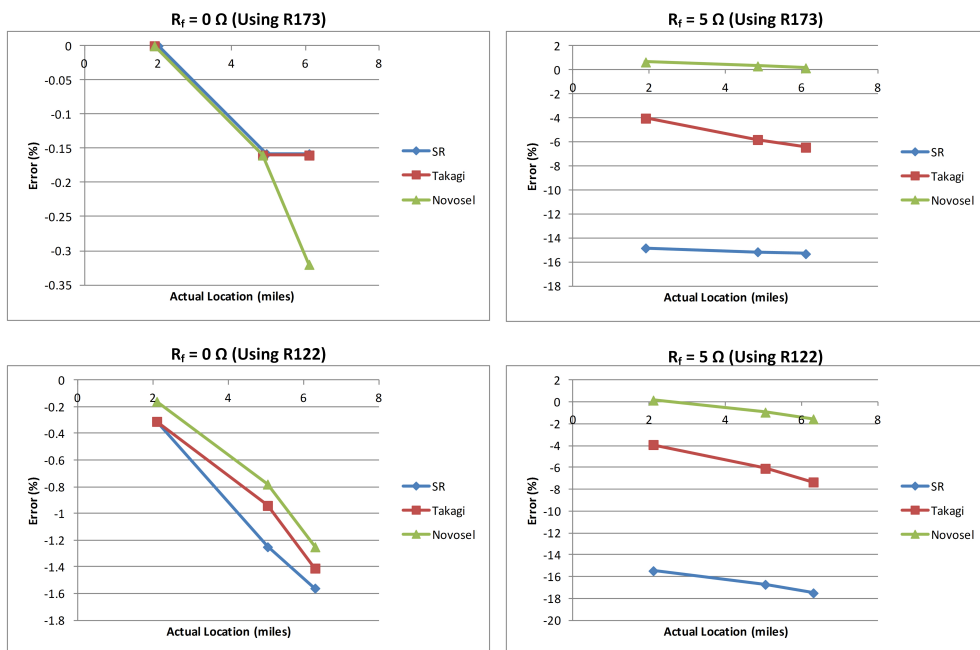 R_f = 0 Ω (Using R173)
0
-0.05
-0.1
-0.15
-0.2
-0.25
-0.3
-0.35
0 2 4 6 8
Error (%)
Actual Location (miles)
SR
Takagi
Novosel
R_f = 5 Ω (Using R173)
2
0
-2
-4
-6
-8
-10
-12
-14
-16
-18
0 2 4 6 8
Error (%)
Actual Location (miles)
SR
Takagi
Novosel
R_f = 0 Ω (Using R122)
0
-0.2
-0.4
-0.6
-0.8
-1
-1.2
-1.4
-1.6
-1.8
0 2 4 6 8
Error (%)
Actual Location (miles)
SR
Takagi
Novosel
R_f = 5 Ω (Using R122)
2
0
-2
-4
-6
-8
-10
-12
-14
-16
-18
-20
0 2 4 6 8
Error (%)
Actual Location (miles)
SR
Takagi
Novosel